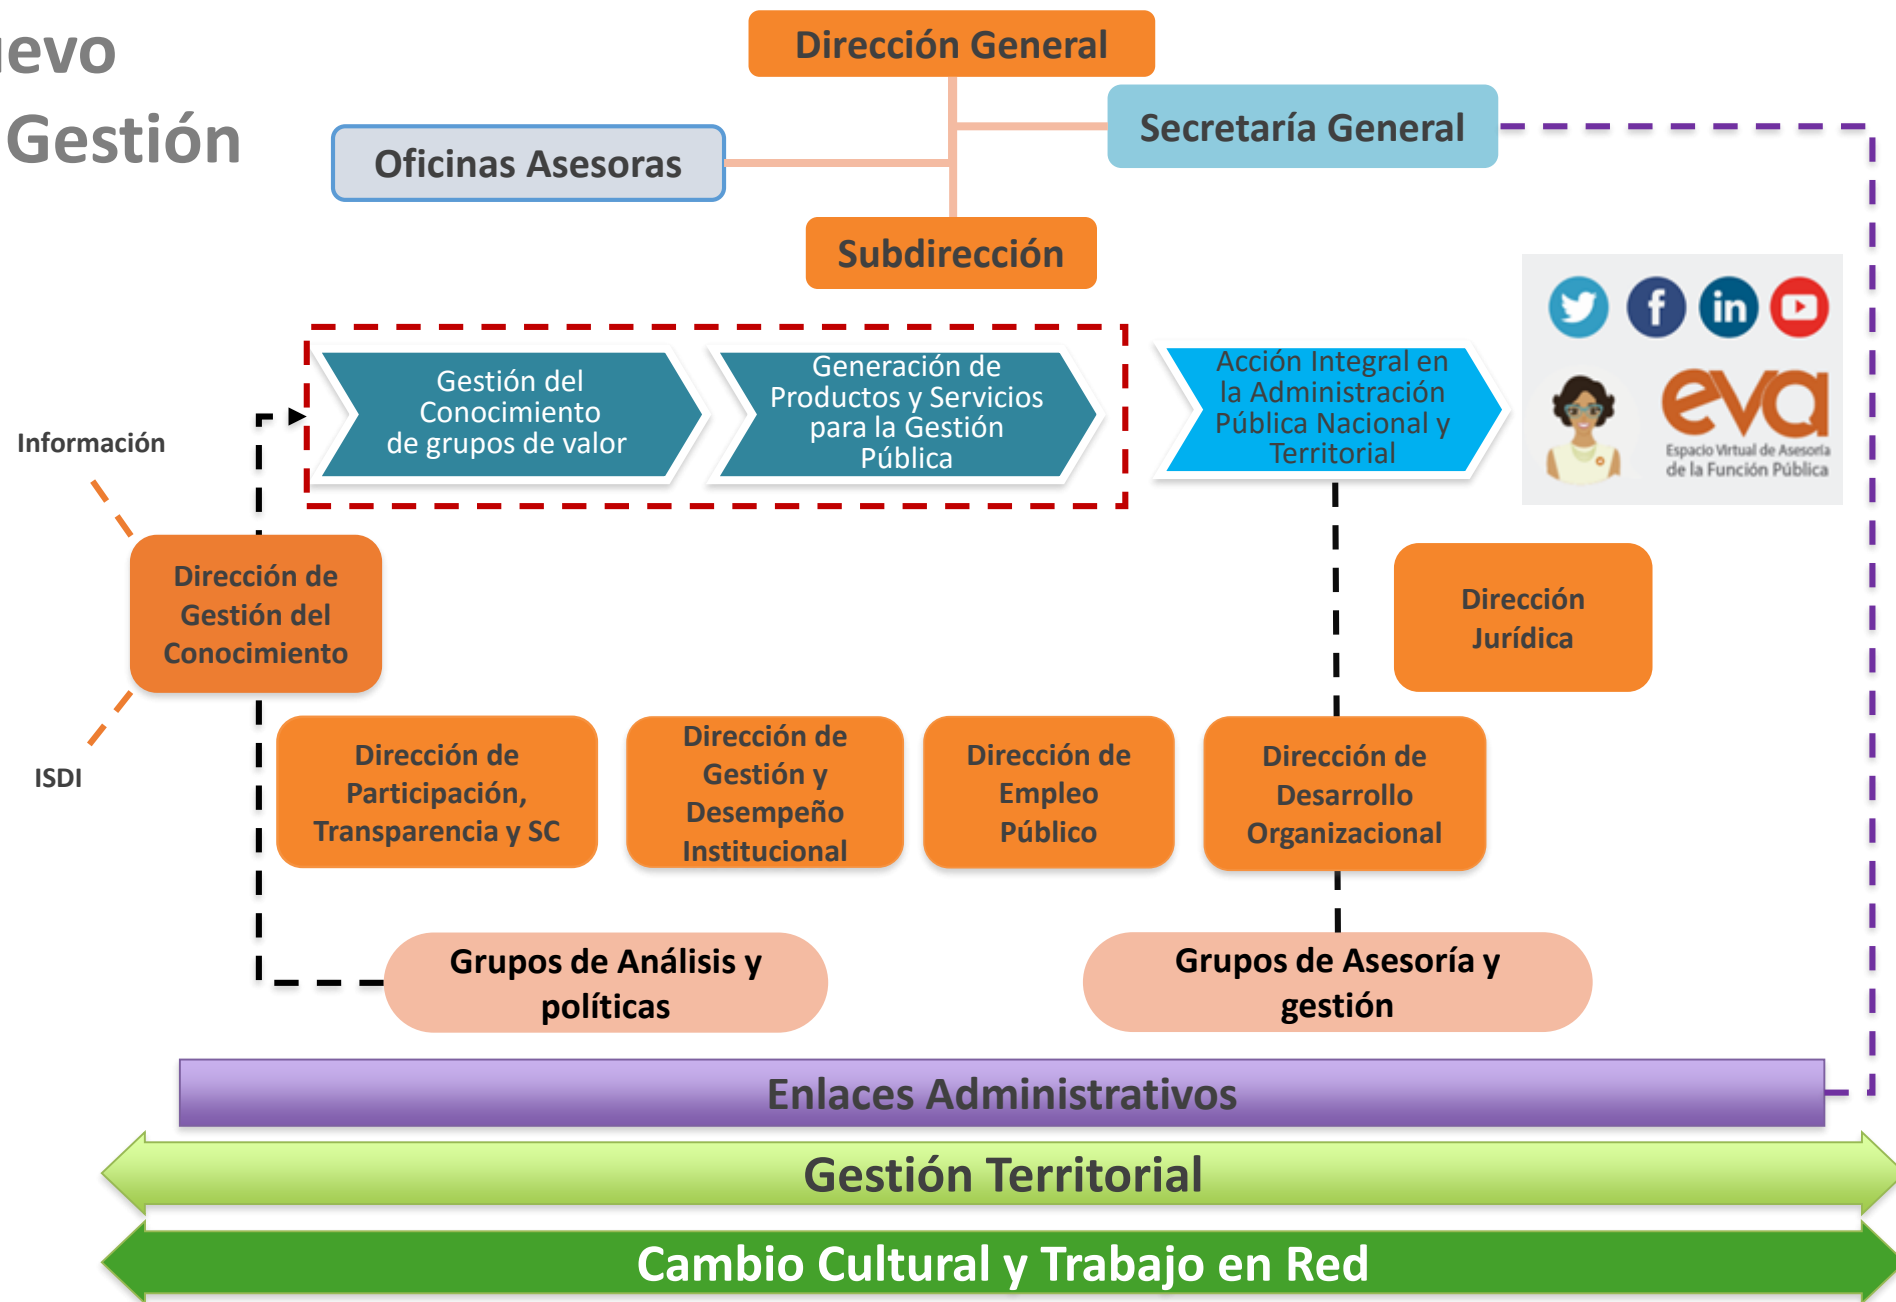 Gestión
Dirección General
Secretaría General
Oficinas Asesoras
Subdirección
Gestión del
Conocimiento
de grupos de valor
Generación de
Productos y Servicios
para la Gestión
Pública
Acción Integral en
la Administración
Pública Nacional y
Territorial
f
in
eva
Espacio Virtual de Asesoría
de la Función Pública
Información
Dirección de
Gestión del
Conocimiento
ISDI
Dirección
Jurídica
Dirección de
Participación,
Transparencia y SC
Dirección de
Gestión y
Desempeño
Institucional
Dirección de
Empleo
Público
Dirección de
Desarrollo
Organizacional
Grupos de Análisis y
políticas
Grupos de Asesoría y
gestión
Enlaces Administrativos
Gestión Territorial
Cambio Cultural y Trabajo en Red